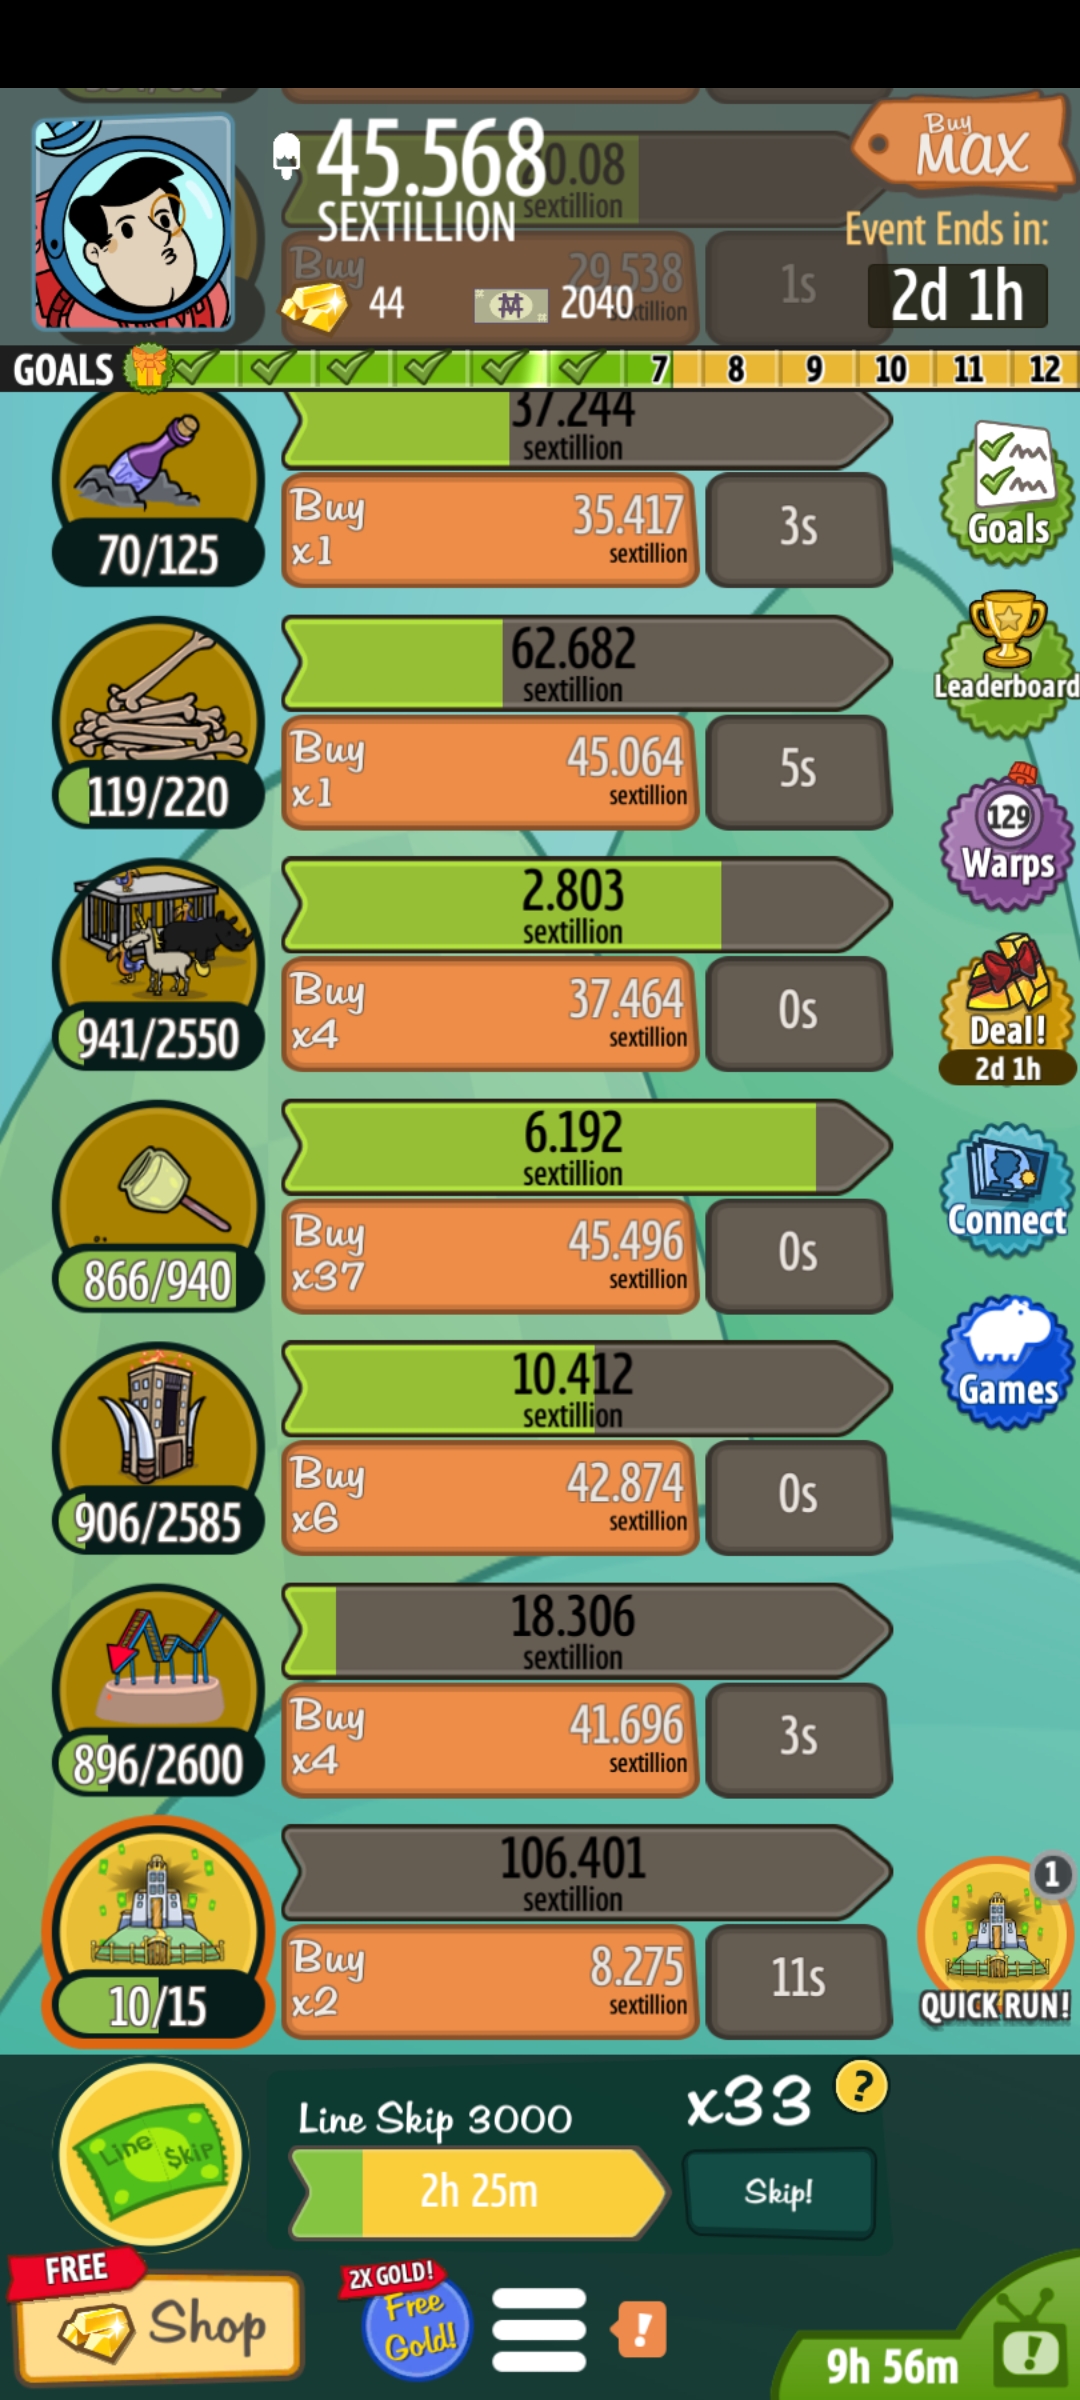 45.568
SEXTILLION
20.08
sextillion
Buy
MAX
Event Ends in:
2d 1h
Buy
29.538
1s
44
2040
GOALS
7
8
9
10
11
12
37.244
sextillion
Buy
x1
35.417
sextillion
3s
70/125
Goals
62.682
sextillion
Buy
x1
45.064
sextillion
5s
119/220
Leaderboard
2.803
sextillion
Buy
x4
37.464
sextillion
0s
941/2550
129
Warps
Deal!
2d 1h
6.192
sextillion
Buy
x37
45.496
sextillion
0s
866/940
Connect
10.412
sextillion
Buy
x6
42.874
sextillion
0s
906/2585
Games
18.306
sextillion
Buy
x4
41.696
sextillion
3s
896/2600
106.401
sextillion
Buy
x2
8.275
sextillion
11s
10/15
1
QUICK RUN!
Line Skip
Line Skip 3000
2h 25m
x33
?
Skip!
FREE
Shop
2X GOLD!
Free
Gold!
!
9h 56m
!